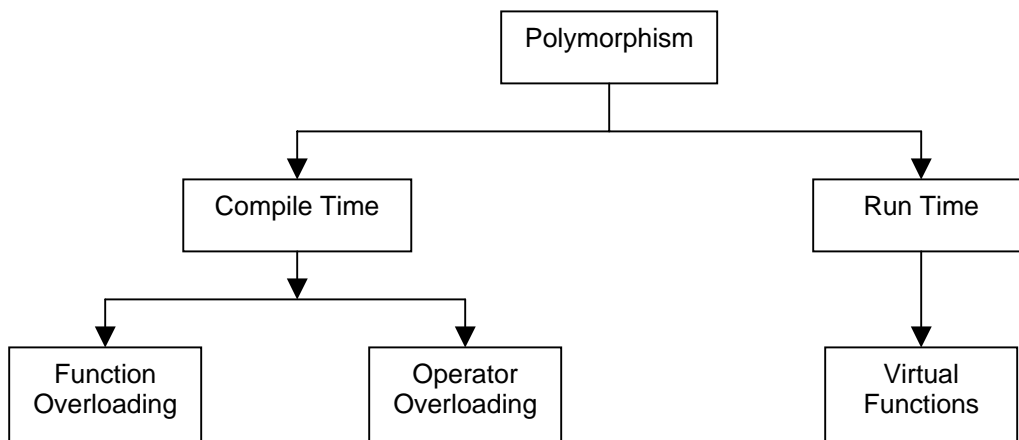 Polymorphism
Compile Time
Run Time
Function
Overloading
Operator
Overloading
Virtual
Functions